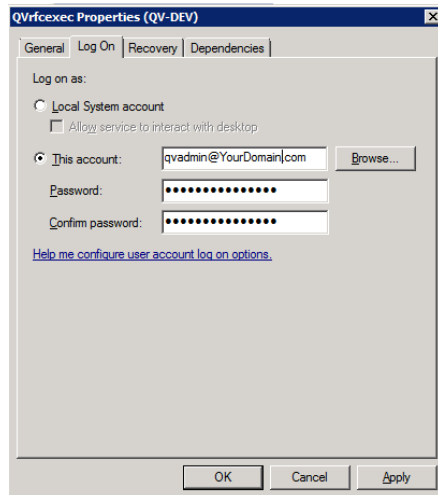 QVrfcexec Properties (QV-DEV)
General Log On Recovery Dependencies
Log on as:
Local System account
Allow service to interact with desktop
This account: qvadmin@YourDomain.com Browse...
Password: •••••••••••••••
Confirm password: •••••••••••••••
Help me configure user account log on options.
OK Cancel Apply